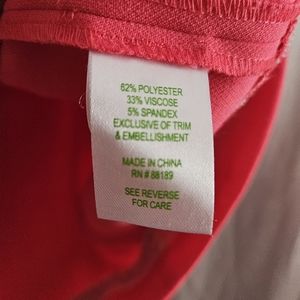 62% POLYESTER
33% VISCOSE
5% SPANDEX
EXCLUSIVE OF TRIM
& EMBELLISHMENT
MADE IN CHINA
RN # 88189
SEE REVERSE
FOR CARE